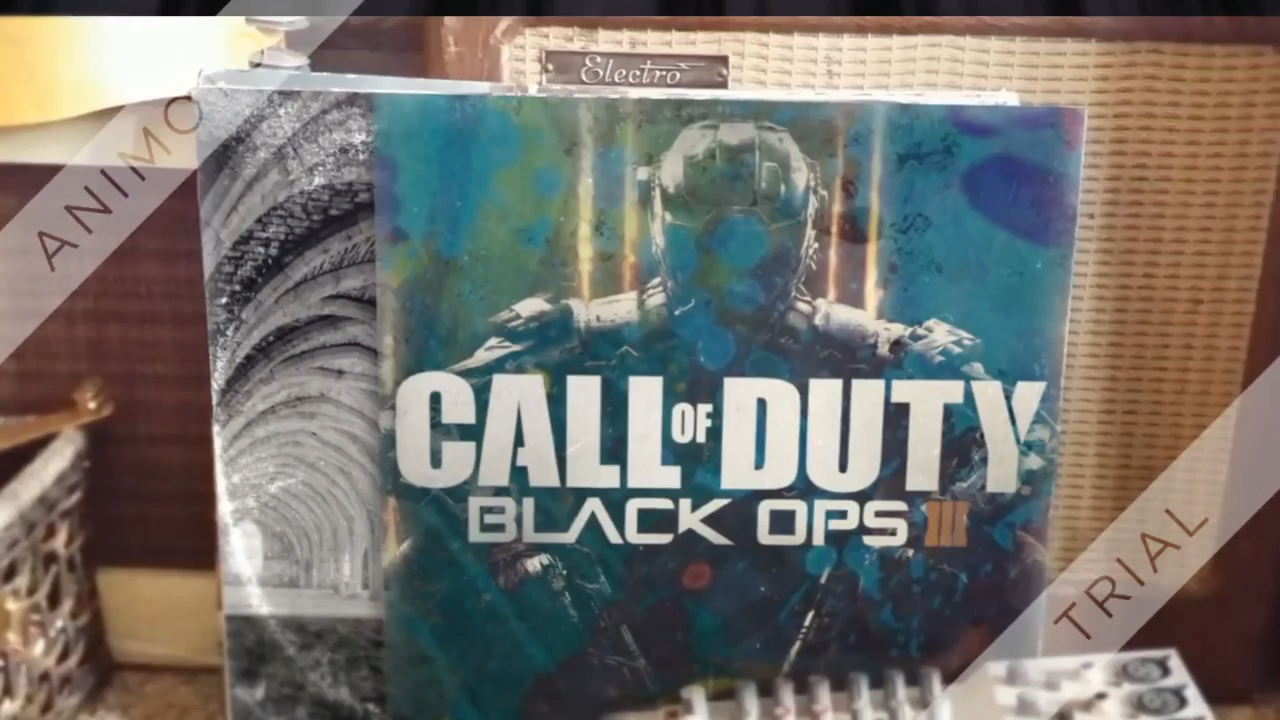 Electro
ANIMO
CALL OF DUTY
BLACK OPS III
TRIAL